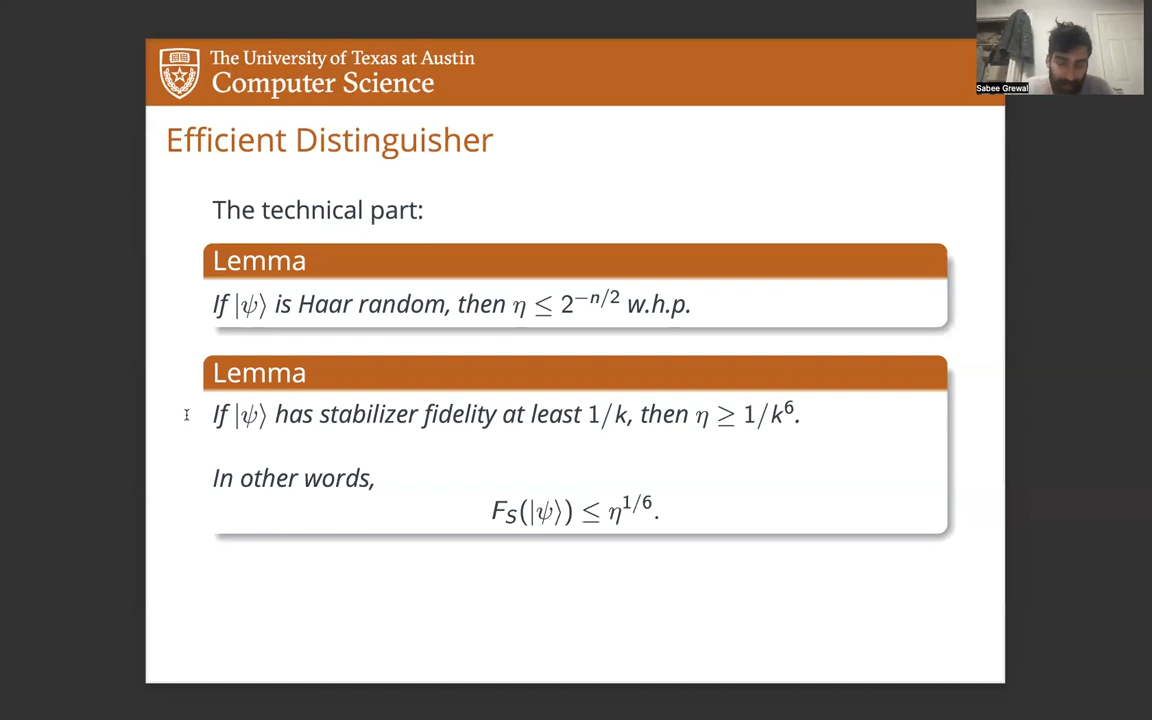 The University of Texas at Austin
Computer Science
Sabee Grewal
Efficient Distinguisher
The technical part:
Lemma
If |ψ⟩ is Haar random, then η ≤ 2^{−n/2} w.h.p.
Lemma
If |ψ⟩ has stabilizer fidelity at least 1/k, then η ≥ 1/k⁶.
In other words,
F_S(|ψ⟩) ≤ η^{1/6}.